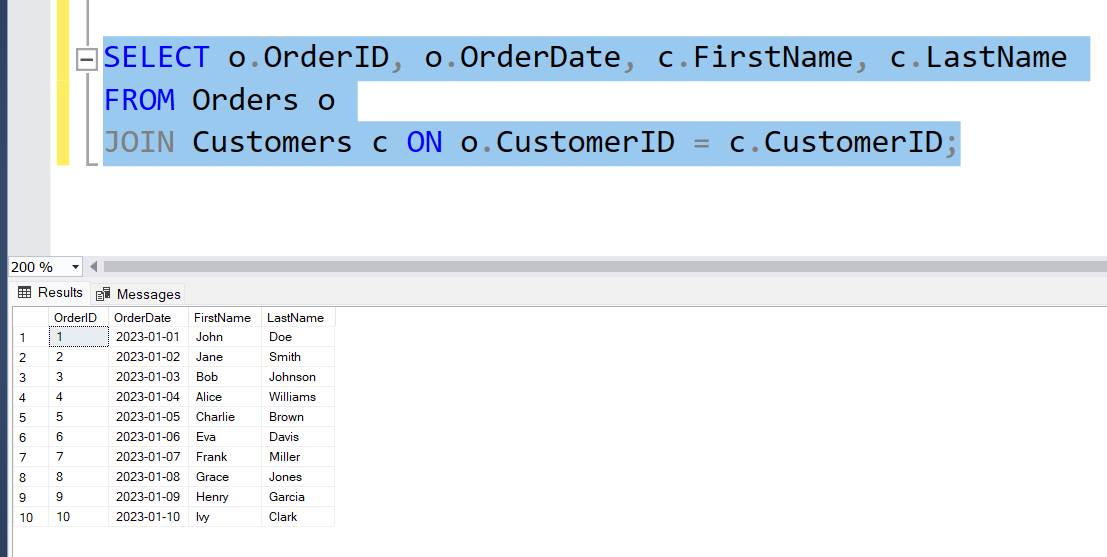 SELECT o.OrderID, o.OrderDate, c.FirstName, c.LastName
FROM Orders o
JOIN Customers c ON o.CustomerID = c.CustomerID;
200 %
Results Messages
OrderID OrderDate FirstName LastName
1 1 2023-01-01 John Doe
2 2 2023-01-02 Jane Smith
3 3 2023-01-03 Bob Johnson
4 4 2023-01-04 Alice Williams
5 5 2023-01-05 Charlie Brown
6 6 2023-01-06 Eva Davis
7 7 2023-01-07 Frank Miller
8 8 2023-01-08 Grace Jones
9 9 2023-01-09 Henry Garcia
10 10 2023-01-10 Ivy Clark